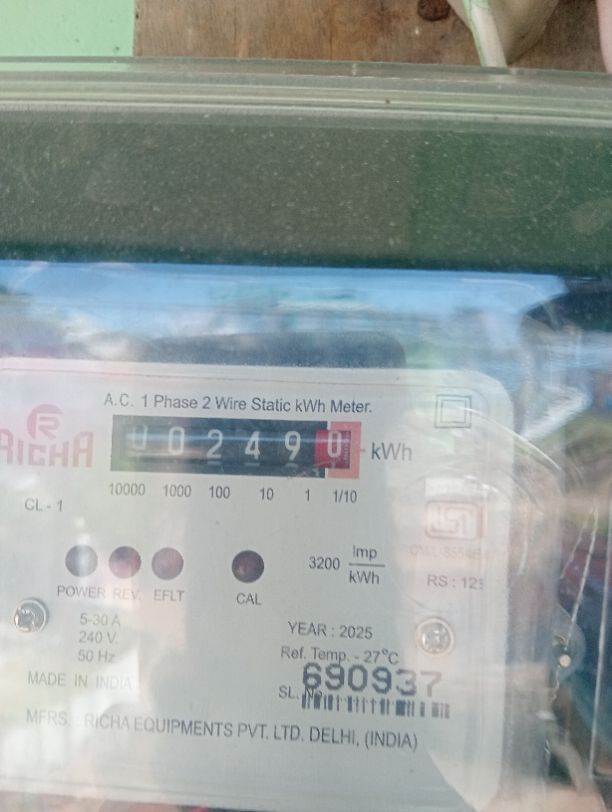 A.C. 1 Phase 2 Wire Static kWh Meter.
RICHA
0 0 2 4 9 0 kWh
10000 1000 100 10 1 1/10
CL - 1
3200 Imp/kWh
POWER REV. EFLT CAL
RS : 125
5-30 A
240 V.
50 Hz
YEAR : 2025
Ref. Temp. - 27°C
MADE IN INDIA
SL. No.
690937
MFRS. : RICHA EQUIPMENTS PVT. LTD. DELHI, (INDIA)